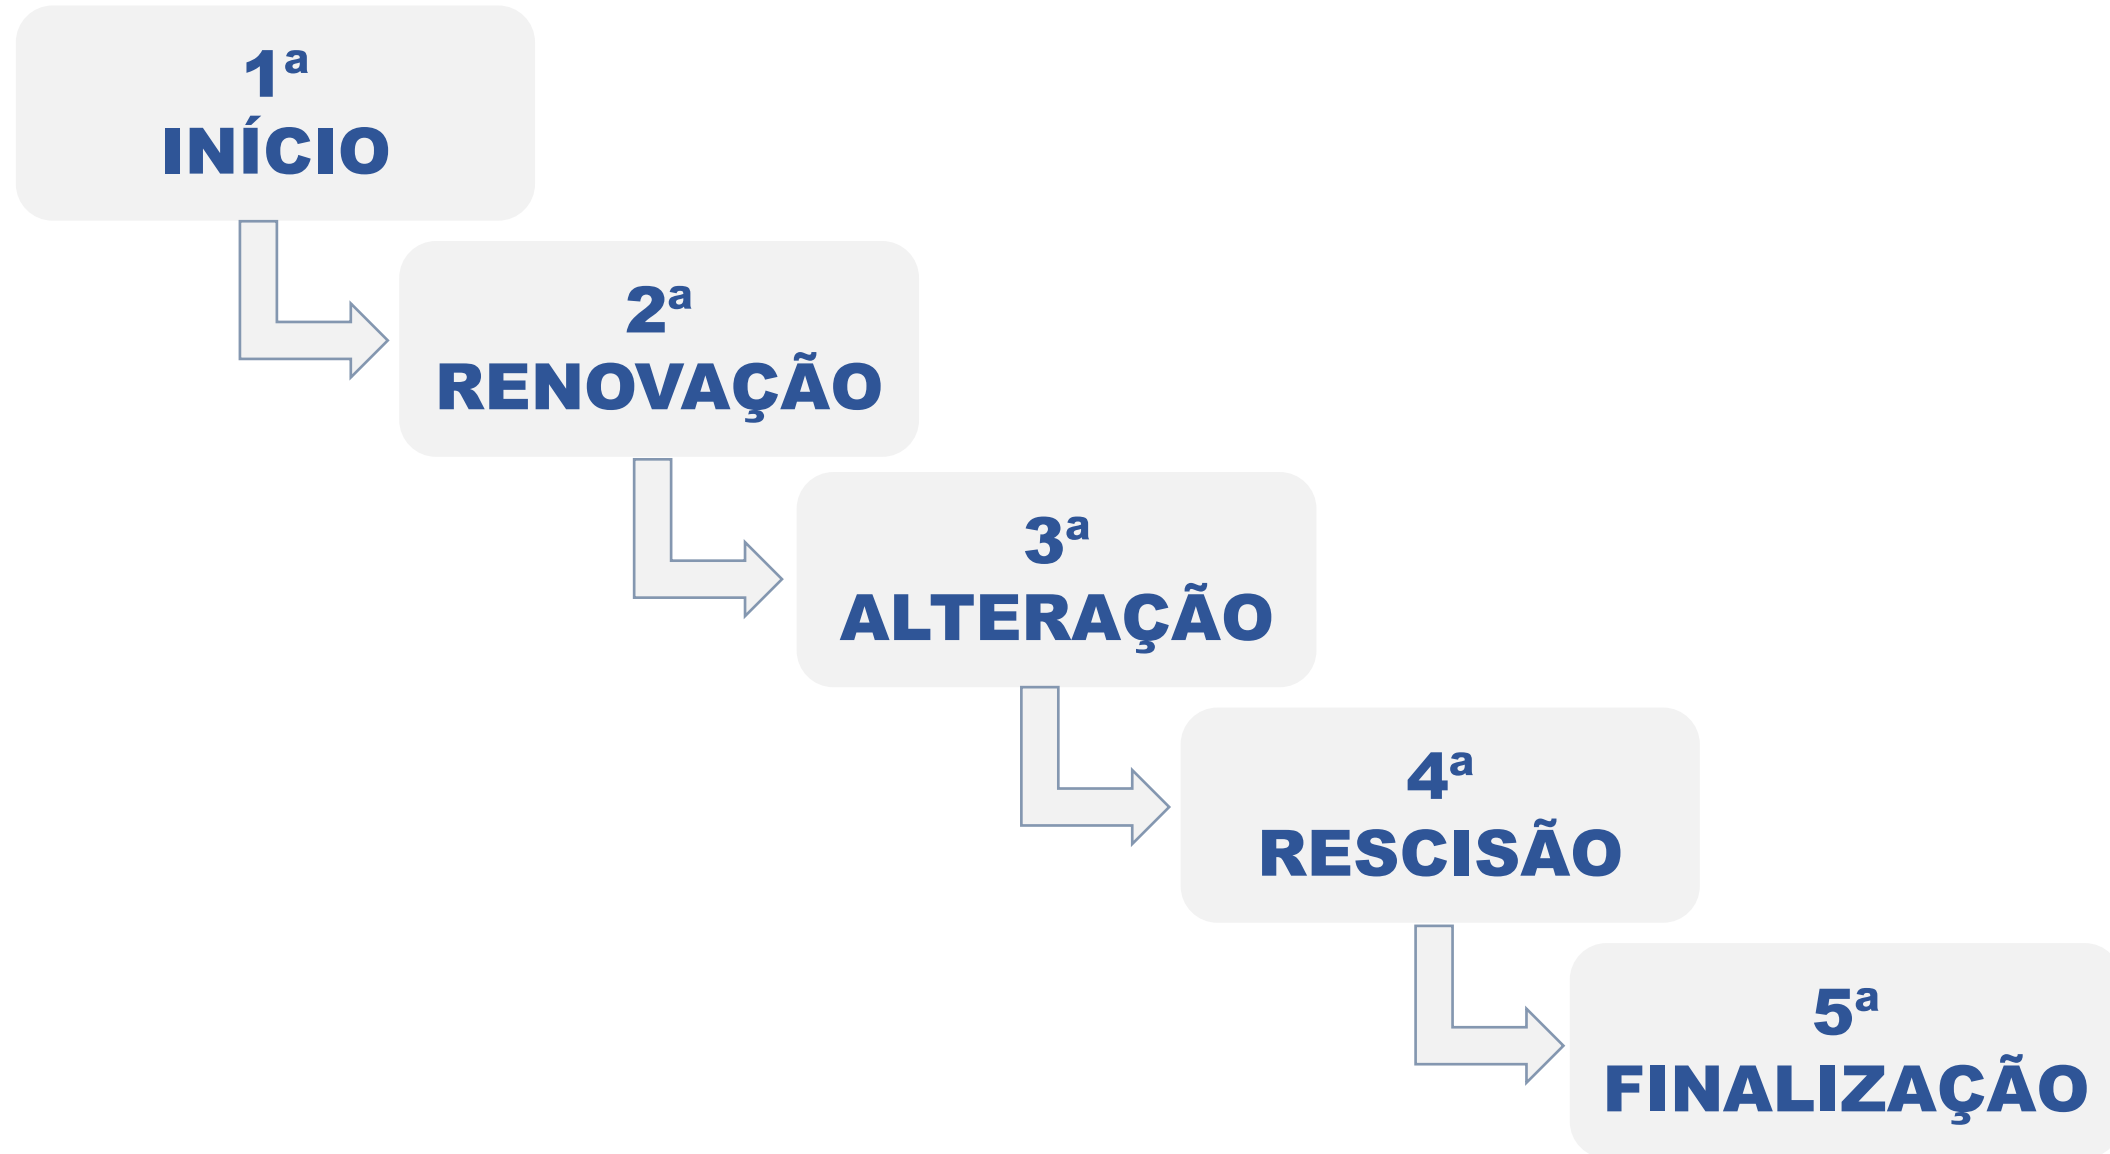 1ª
INÍCIO
2ª
RENOVAÇÃO
3ª
ALTERAÇÃO
4ª
RESCISÃO
5ª
FINALIZAÇÃO